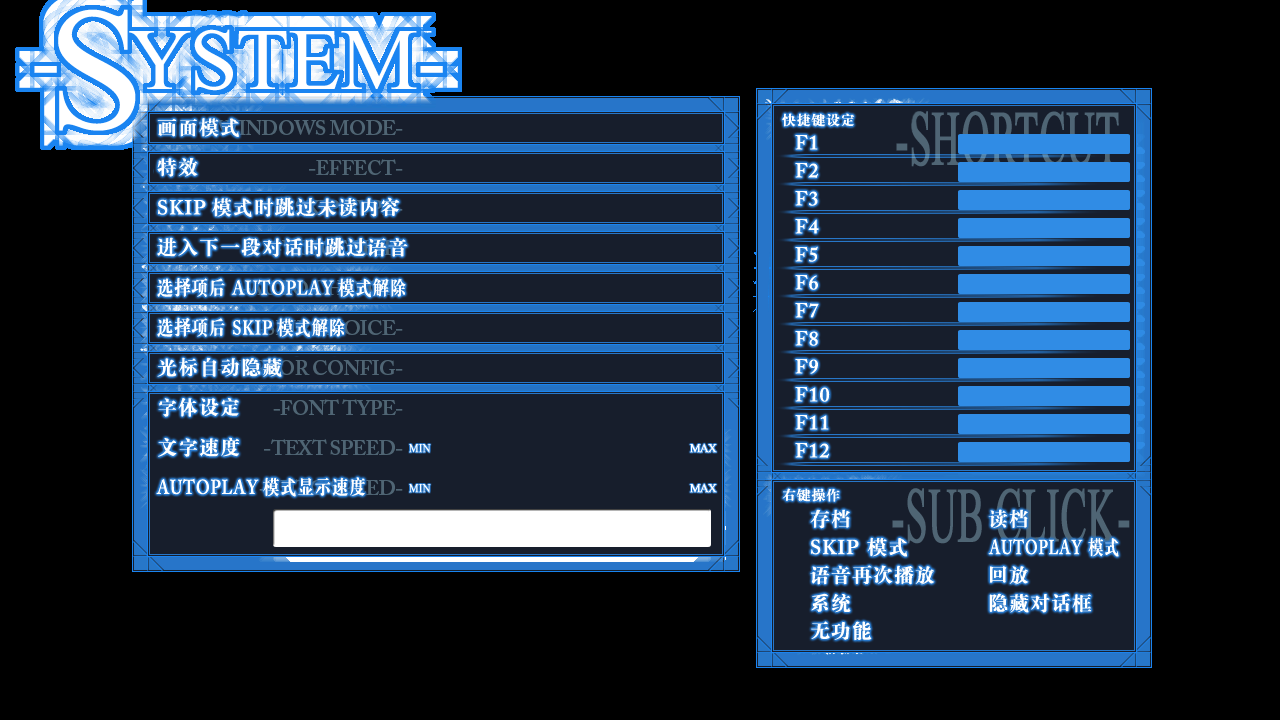 -SYSTEM-
画面模式 INDOWS MODE-
特效 -EFFECT-
SKIP 模式时跳过未读内容
进入下一段对话时跳过语音
选择项后 AUTOPLAY 模式解除
选择项后 SKIP 模式解除 OICE-
光标自动隐藏 OR CONFIG-
字体设定 -FONT TYPE-
文字速度 -TEXT SPEED- MIN MAX
AUTOPLAY 模式显示速度 ED- MIN MAX
快捷键设定 -SHORTCUT
F1
F2
F3
F4
F5
F6
F7
F8
F9
F10
F11
F12
右键操作 -SUB CLICK-
存档 读档
SKIP 模式 AUTOPLAY 模式
语音再次播放 回放
系统 隐藏对话框
无功能